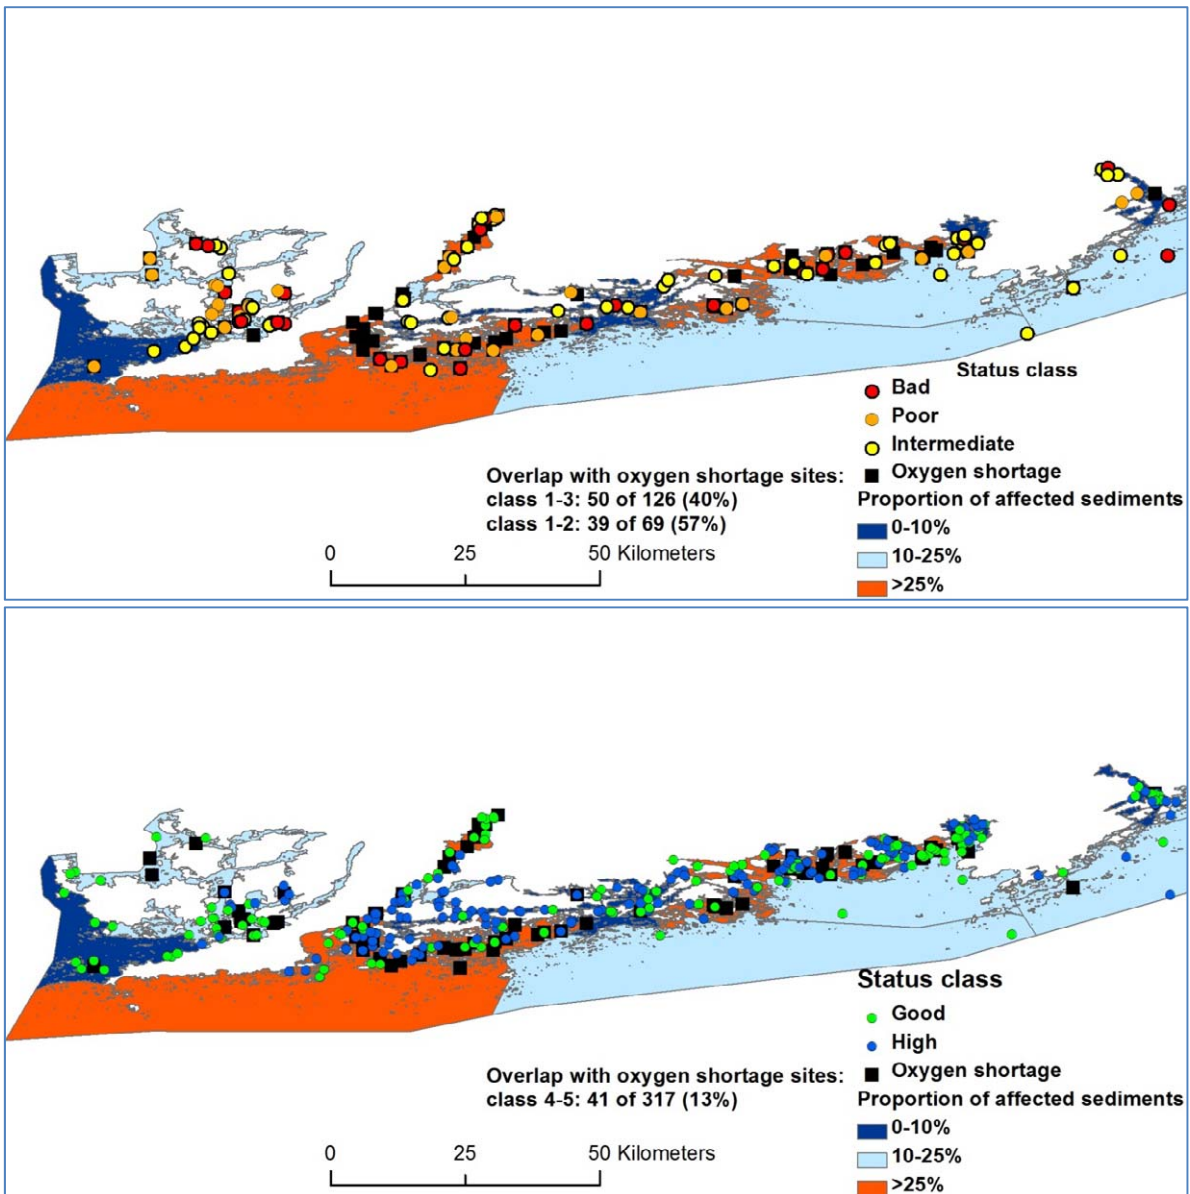 Status class
Bad
Poor
Intermediate
Oxygen shortage
Overlap with oxygen shortage sites:
class 1-3: 50 of 126 (40%)
class 1-2: 39 of 69 (57%)
Proportion of affected sediments
0-10%
10-25%
>25%
0 25 50 Kilometers
Status class
Good
High
Oxygen shortage
Overlap with oxygen shortage sites:
class 4-5: 41 of 317 (13%)
Proportion of affected sediments
0-10%
10-25%
>25%
0 25 50 Kilometers